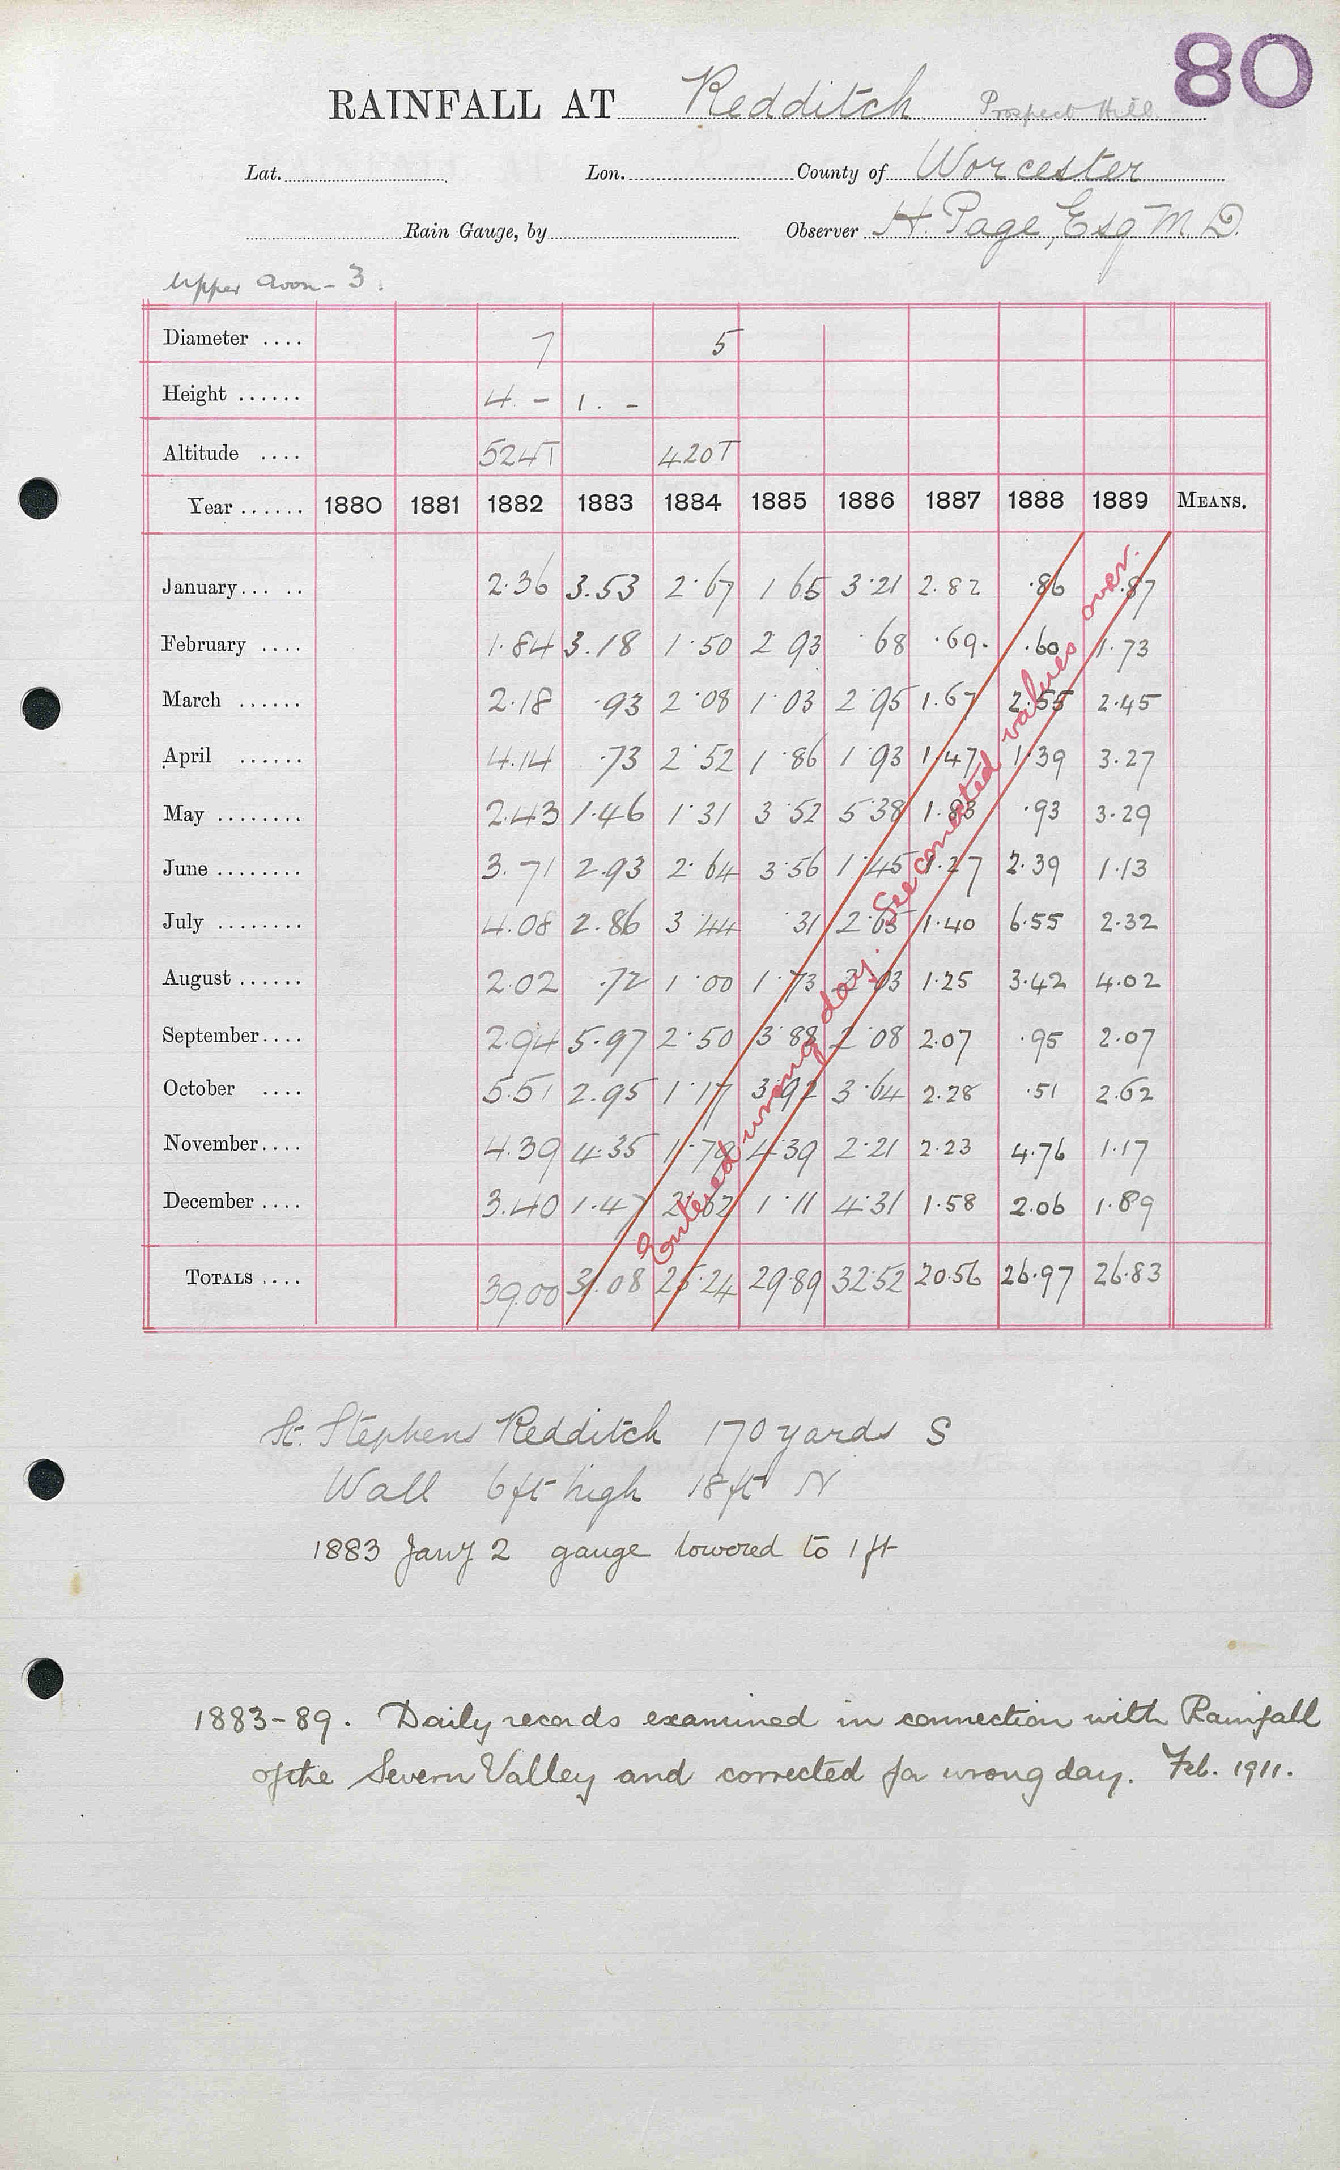 80
RAINFALL AT Redditch Prospect Hill
Lat. Lon. County of Worcester
Rain Gauge, by Observer H. Page, Esq M.D.
Upper Avon - 3.
Diameter .... 7 5
Height ...... 4. - 1. -
Altitude .... 524T 420T
Year ...... 1880 1881 1882 1883 1884 1885 1886 1887 1888 1889 MEANS.
January... .. 2.36 3.53 2.67 1 65 3.21 2.82 .86 .87
February .... 1.84 3.18 1.50 2 93 .68 .69. .60 1.73
March ...... 2.18 .93 2.08 1.03 2.95 1.67 2.55 2.45
April ...... 4.14 .73 2.52 1.86 1.93 1.47 1.39 3.27
May ........ 2.43 1.46 1.31 3.52 5.38 1.83 .93 3.29
June ........ 3.71 2.93 2.64 3.56 1.45 1.27 2.39 1.13
July ........ 4.08 2.86 3.44 31 2.65 1.40 6.55 2.32
August ...... 2.02 .72 1.00 1.73 2.03 1.25 3.42 4.02
September.... 2.94 5.97 2.50 3.88 2.08 2.07 .95 2.07
October .... 5.51 2.95 1.17 3.92 3.64 2.28 .51 2.62
November.... 4.39 4.35 1.79 4.39 2.21 2.23 4.76 1.17
December .... 3.40 1.47 2.62 1.11 4.31 1.58 2.06 1.89
TOTALS .... 39.00 31.08 25.24 29.89 32.52 20.56 26.97 26.83
Entered wrong day. See corrected values over.
St. Stephens Redditch 170 yards S
Wall 6ft high 18ft N
1883 Jany 2 gauge lowered to 1 ft
1883-89. Daily records examined in connection with Rainfall
of the Severn Valley and corrected for wrong day. Feb. 1911.